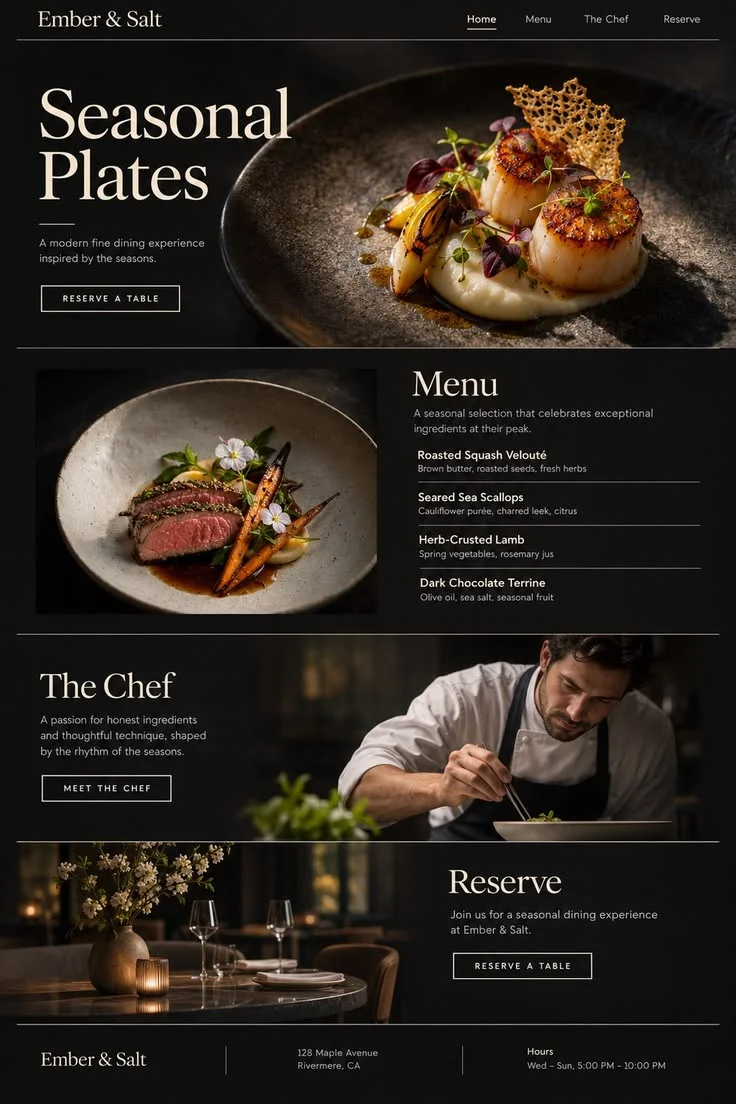 Ember & Salt
Home
Menu
The Chef
Reserve
Seasonal
Plates
A modern fine dining experience
inspired by the seasons.
RESERVE A TABLE
Menu
A seasonal selection that celebrates exceptional
ingredients at their peak.
Roasted Squash Velouté
Brown butter, roasted seeds, fresh herbs
Seared Sea Scallops
Cauliflower purée, charred leek, citrus
Herb-Crusted Lamb
Spring vegetables, rosemary jus
Dark Chocolate Terrine
Olive oil, sea salt, seasonal fruit
The Chef
A passion for honest ingredients
and thoughtful technique, shaped
by the rhythm of the seasons.
MEET THE CHEF
Reserve
Join us for a seasonal dining experience
at Ember & Salt.
RESERVE A TABLE
Ember & Salt
128 Maple Avenue
Rivermere, CA
Hours
Wed – Sun, 5:00 PM – 10:00 PM